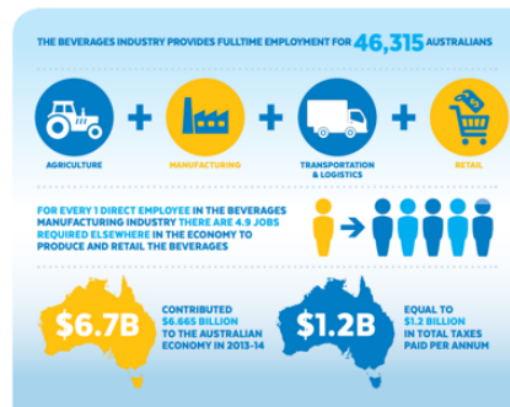 THE BEVERAGES INDUSTRY PROVIDES FULLTIME EMPLOYMENT FOR 46,315 AUSTRALIANS
AGRICULTURE
MANUFACTURING
TRANSPORTATION
& LOGISTICS
RETAIL
FOR EVERY 1 DIRECT EMPLOYEE IN THE BEVERAGES
MANUFACTURING INDUSTRY THERE ARE 4.9 JOBS
REQUIRED ELSEWHERE IN THE ECONOMY TO
PRODUCE AND RETAIL THE BEVERAGES
$6.7B
CONTRIBUTED
$6.665 BILLION
TO THE AUSTRALIAN
ECONOMY IN 2013-14
$1.2B
EQUAL TO
$1.2 BILLION
IN TOTAL TAXES
PAID PER ANNUM